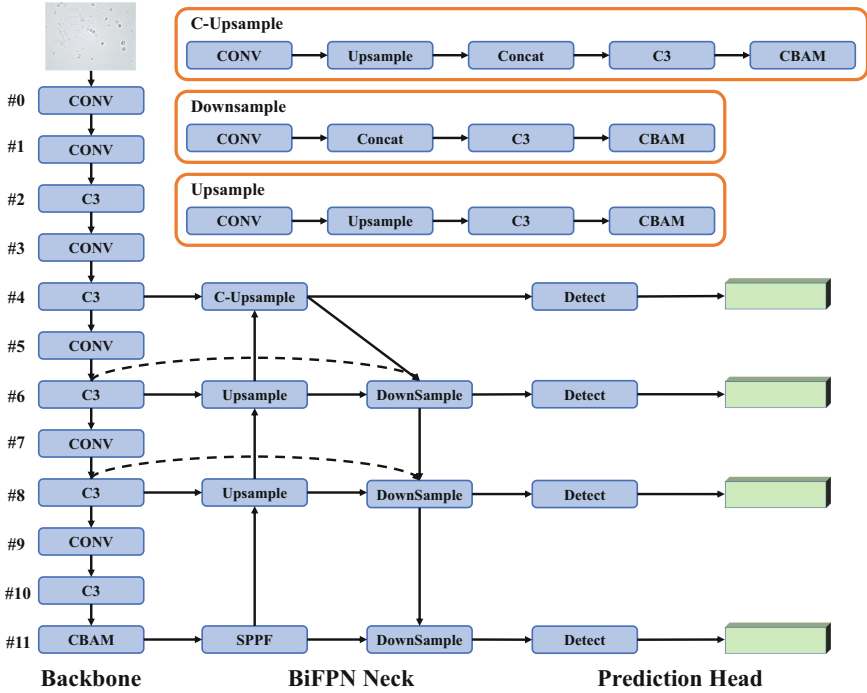 C-Upsample
CONV Upsample Concat C3 CBAM
Downsample
CONV Concat C3 CBAM
Upsample
CONV Upsample C3 CBAM
#0 CONV
#1 CONV
#2 C3
#3 CONV
#4 C3 C-Upsample Detect
#5 CONV
#6 C3 Upsample DownSample Detect
#7 CONV
#8 C3 Upsample DownSample Detect
#9 CONV
#10 C3
#11 CBAM SPPF DownSample Detect
Backbone BiFPN Neck Prediction Head